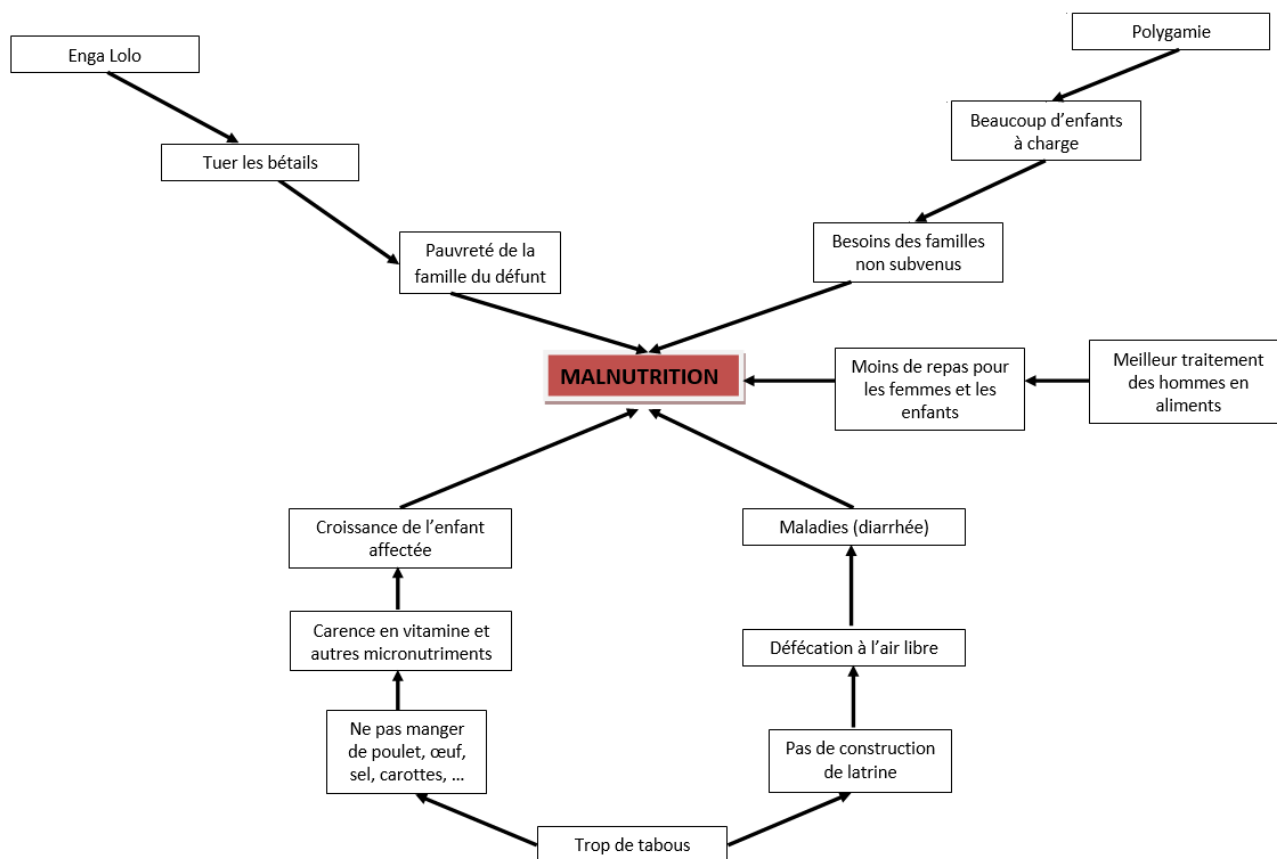 Polygamie
Enga Lolo
Beaucoup d’enfants
à charge
Tuer les bétails
Pauvreté de la
famille du défunt
Besoins des familles
non subvenus
MALNUTRITION
Moins de repas pour
les femmes et les
enfants
Meilleur traitement
des hommes en
aliments
Croissance de l’enfant
affectée
Maladies (diarrhée)
Carence en vitamine et
autres micronutriments
Défécation à l’air libre
Ne pas manger
de poulet, œuf,
sel, carottes, …
Pas de construction
de latrine
Trop de tabous